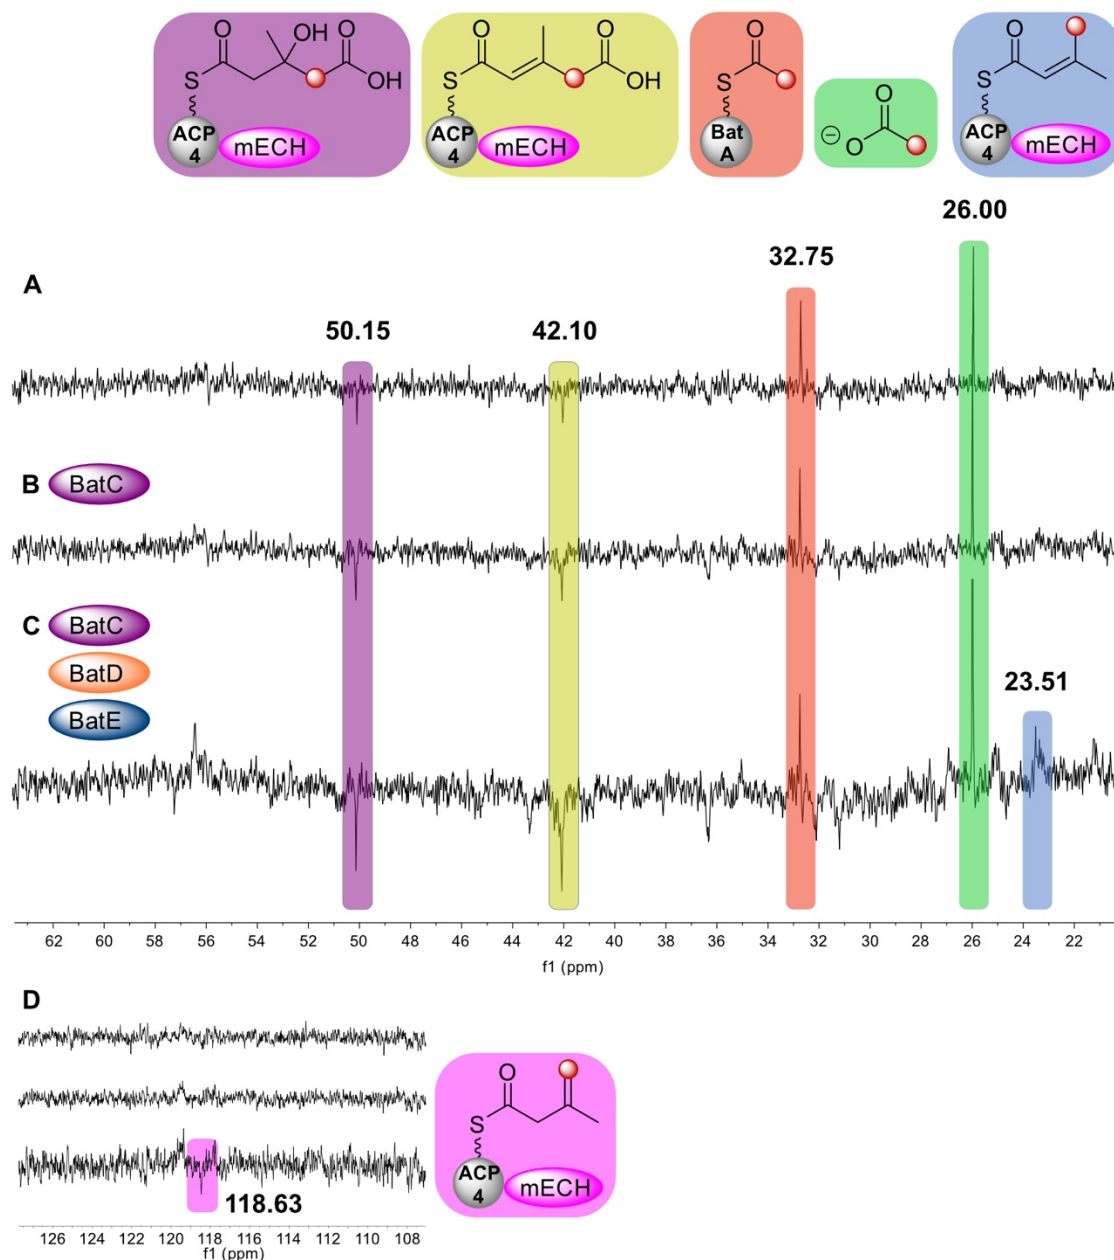 O OH O
S OH
ACP 4 mECH
O
S OH
O
ACP 4 mECH
O
S
Bat A
⊖ O O
O
S
ACP 4 mECH
26.00
32.75
A
50.15 42.10
B BatC
C BatC
BatD
BatE
23.51
62 60 58 56 54 52 50 48 46 44 42 40 38 36 34 32 30 28 26 24 22
f1 (ppm)
D
O
S
ACP 4 mECH
118.63
126 124 122 120 118 116 114 112 110 108
f1 (ppm)